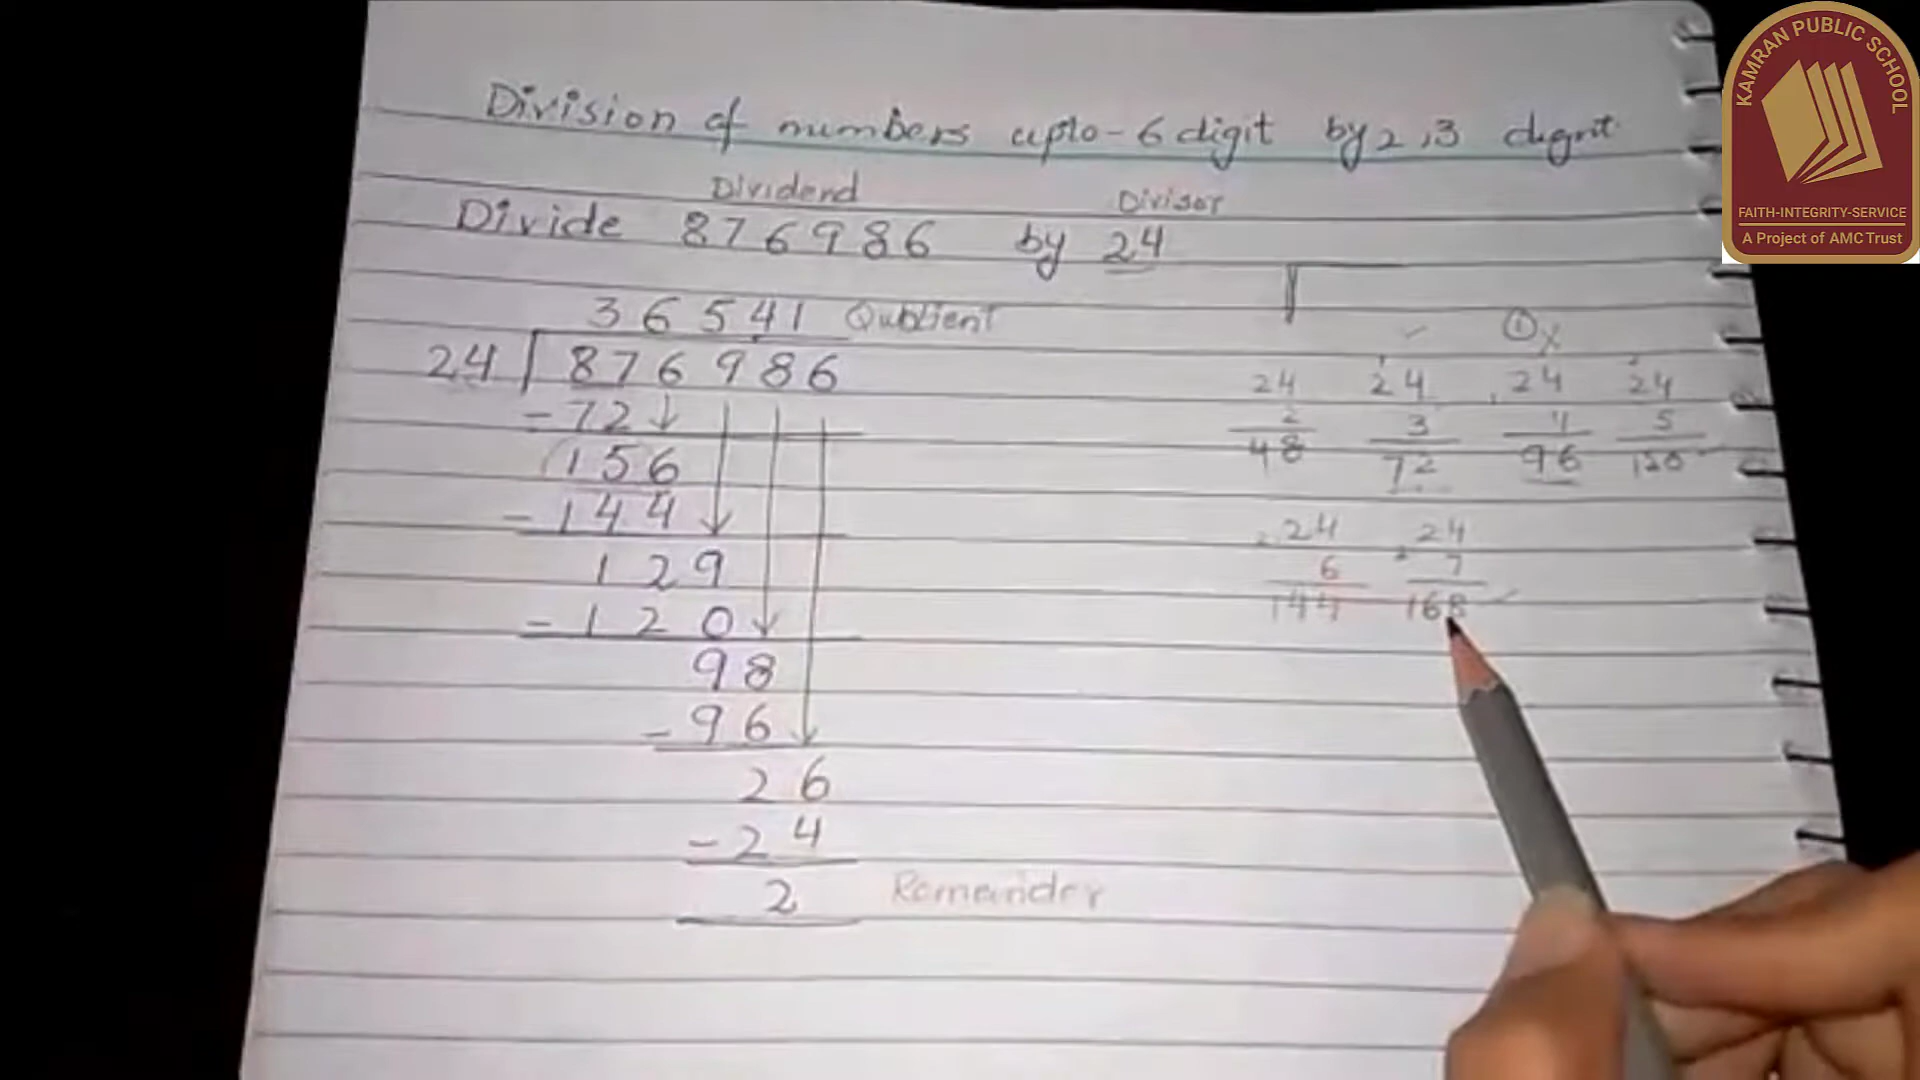 Division of numbers upto-6 digit by 2,3 degit
Dividend Divisor
Divide 876986 by 24
36541 Qubtient
24 876986
-72
156
-144
129
-120
98
-96
26
-24
2 Remainder
① x
24 24 24 24
2 3 4 5
48 72 96 120
24 24
6 7
144 168
KAMRAN PUBLIC SCHOOL
FAITH-INTEGRITY-SERVICE
A Project of AMC Trust